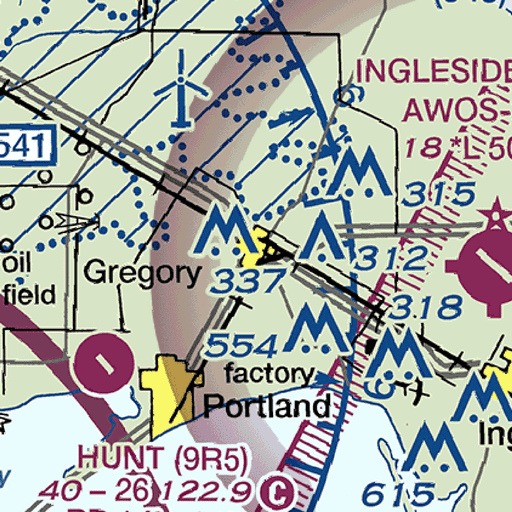 INGLESIDE
AWOS-
18 *L 50
541
315
oil
field
Gregory
312
337
318
554
factory
Portland
Ing
HUNT (9R5)
40 - 26 122.9 C
615